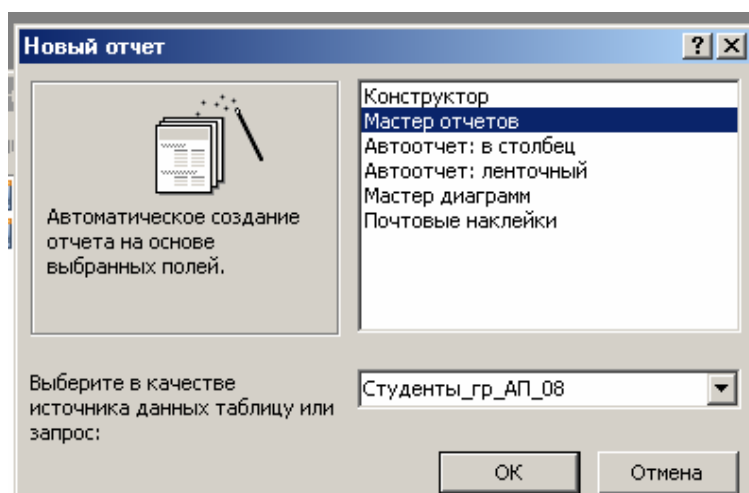 Новый отчет
Автоматическое создание
отчета на основе
выбранных полей.
Конструктор
Мастер отчетов
Автоотчет: в столбец
Автоотчет: ленточный
Мастер диаграмм
Почтовые наклейки
Выберите в качестве
источника данных таблицу или
запрос:
Студенты_гр_АП_08
ОК
Отмена